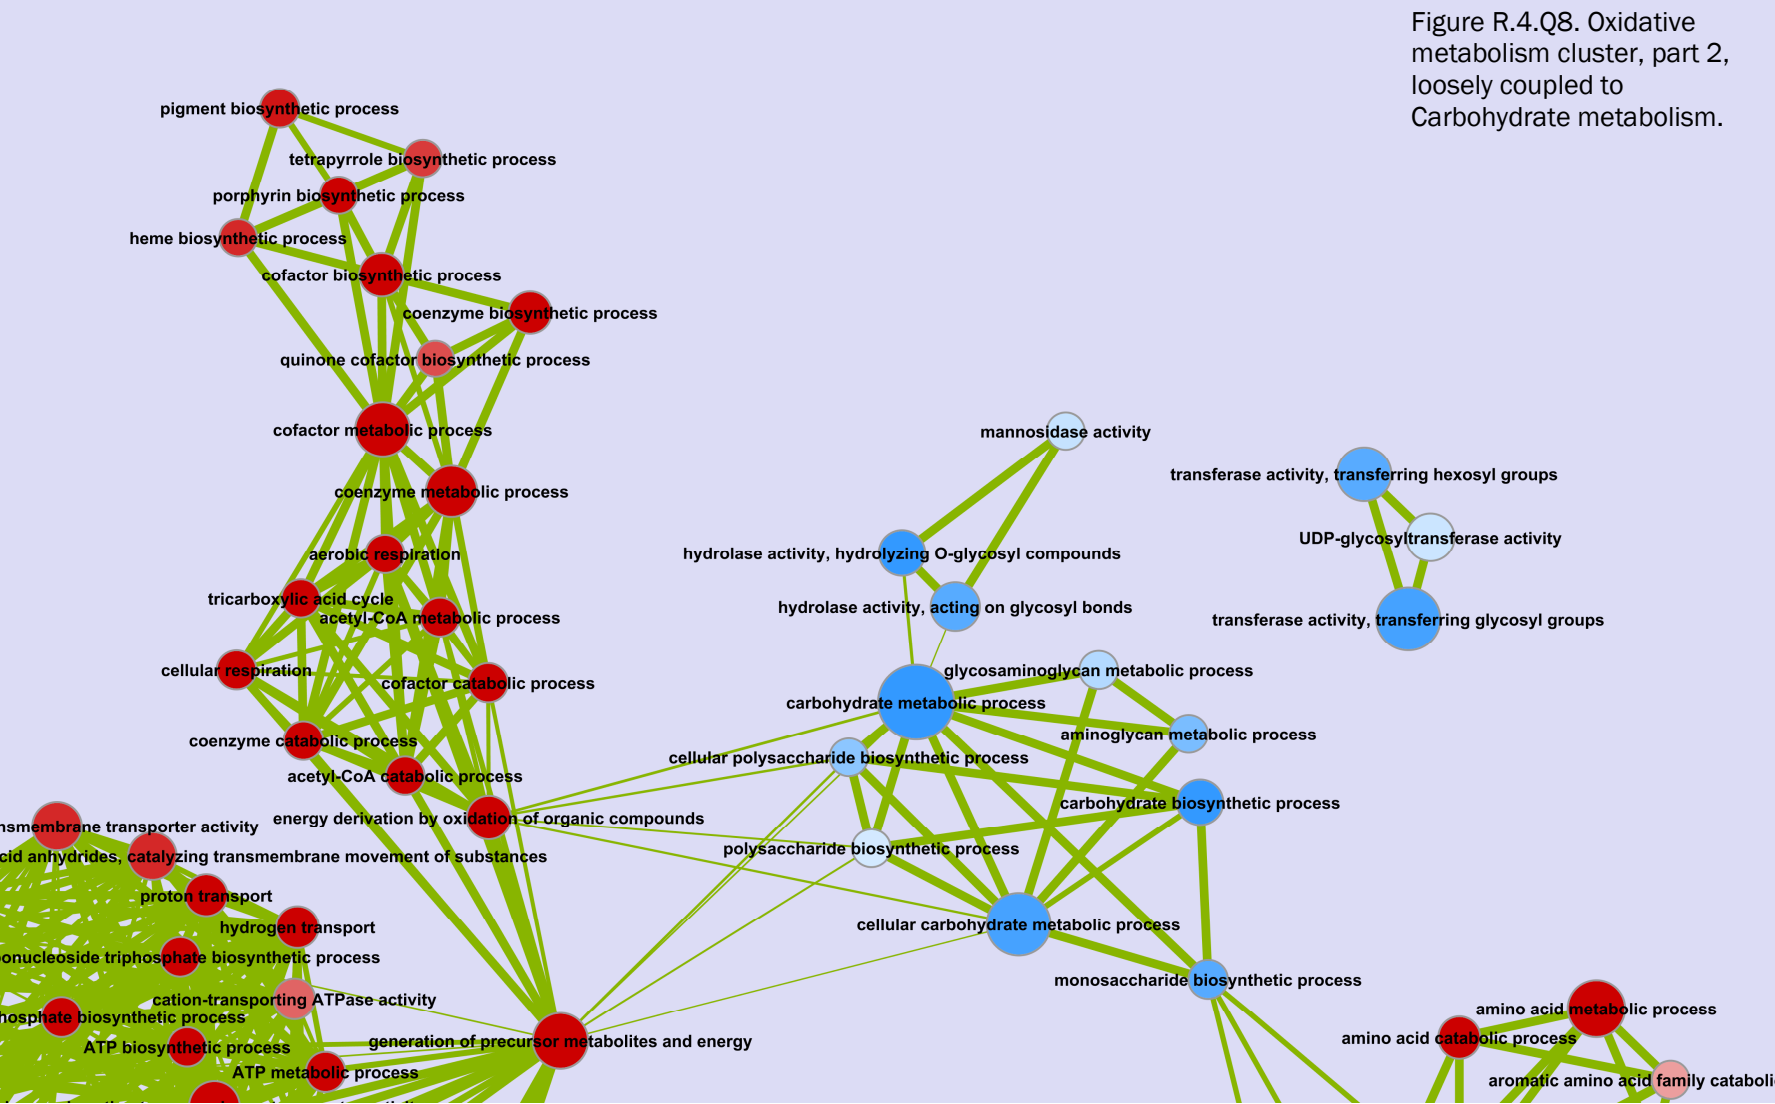 Figure R.4.Q8. Oxidative
metabolism cluster, part 2,
loosely coupled to
Carbohydrate metabolism.
pigment biosynthetic process
tetrapyrrole biosynthetic process
porphyrin biosynthetic process
heme biosynthetic process
cofactor biosynthetic process
coenzyme biosynthetic process
quinone cofactor biosynthetic process
cofactor metabolic process
mannosidase activity
transferase activity, transferring hexosyl groups
coenzyme metabolic process
UDP-glycosyltransferase activity
aerobic respiration
hydrolase activity, hydrolyzing O-glycosyl compounds
tricarboxylic acid cycle
hydrolase activity, acting on glycosyl bonds
acetyl-CoA metabolic process
transferase activity, transferring glycosyl groups
cellular respiration
glycosaminoglycan metabolic process
cofactor catabolic process
carbohydrate metabolic process
aminoglycan metabolic process
coenzyme catabolic process
cellular polysaccharide biosynthetic process
acetyl-CoA catabolic process
carbohydrate biosynthetic process
energy derivation by oxidation of organic compounds
nsmembrane transporter activity
polysaccharide biosynthetic process
cid anhydrides, catalyzing transmembrane movement of substances
proton transport
hydrogen transport
cellular carbohydrate metabolic process
onucleoside triphosphate biosynthetic process
monosaccharide biosynthetic process
cation-transporting ATPase activity
amino acid metabolic process
hosphate biosynthetic process
amino acid catabolic process
generation of precursor metabolites and energy
ATP biosynthetic process
ATP metabolic process
aromatic amino acid family cataboli